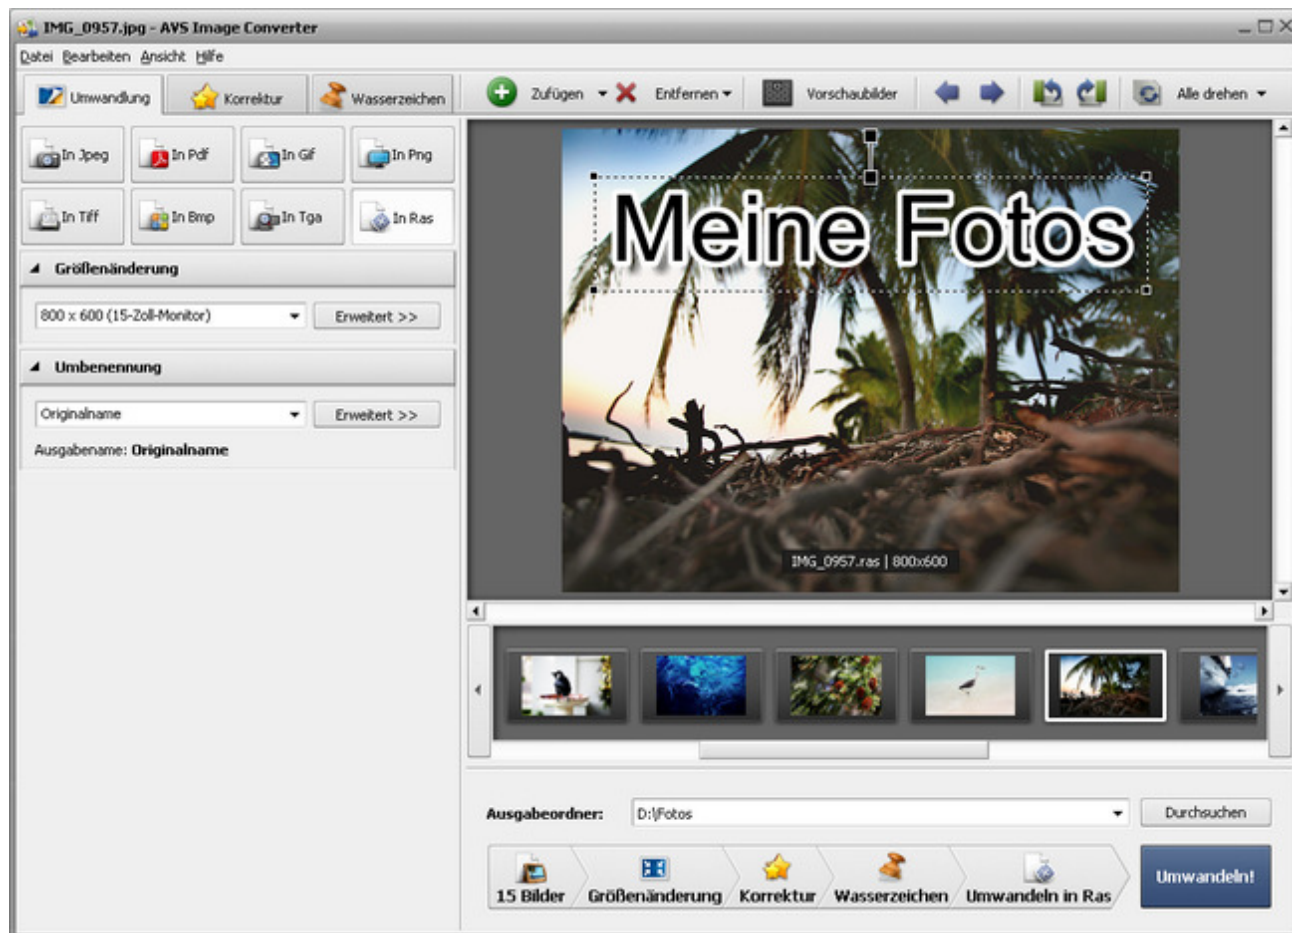 IMG_0957.jpg - AVS Image Converter
Datei Bearbeiten Ansicht Hilfe
Umwandlung Korrektur Wasserzeichen
Zufügen Entfernen Vorschaubilder Alle drehen
In Jpeg In Pdf In Gif In Png
In Tiff In Bmp In Tga In Ras
Größenänderung
800 x 600 (15-Zoll-Monitor) Erweitert >>
Umbenennung
Originalname Erweitert >>
Ausgabename: Originalname
Meine Fotos
IMG_0957.ras | 800x600
Ausgabeordner: D:\Fotos Durchsuchen
15 Bilder Größenänderung Korrektur Wasserzeichen Umwandeln in Ras Umwandeln!